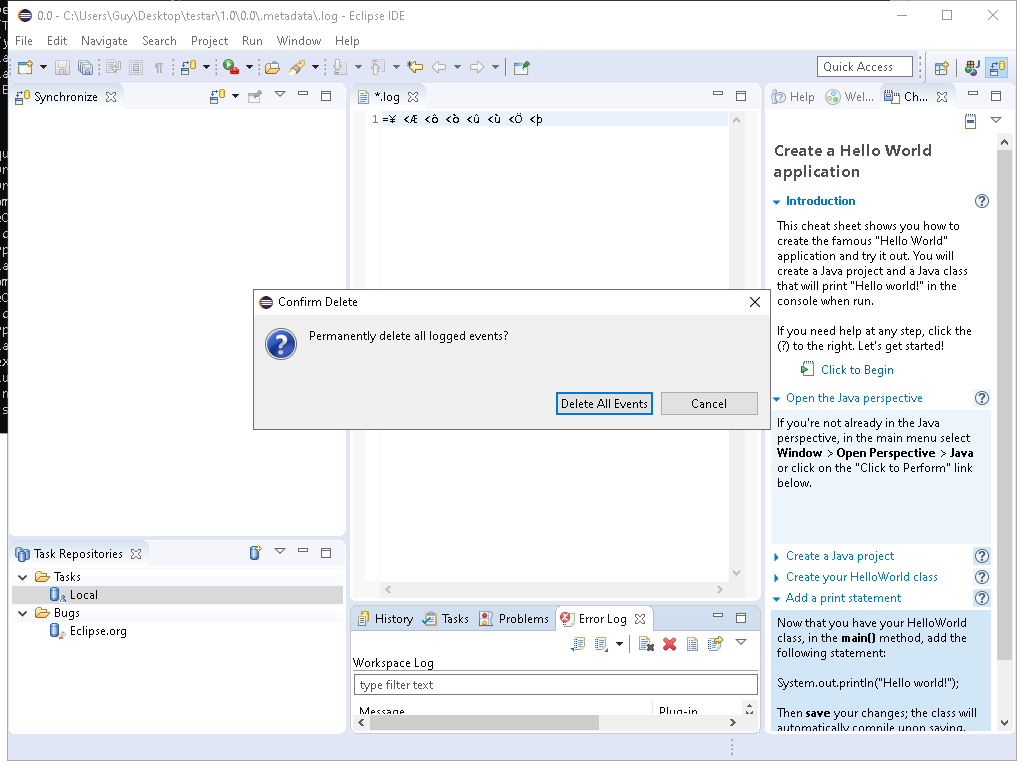 0.0 - C:\Users\Guy\Desktop\testar\1.0\0.0\.metadata\.log - Eclipse IDE
File Edit Navigate Search Project Run Window Help
Quick Access
Synchronize
*.log
Help Wel... Ch...
1 =¥ <Æ <ô <ò <û <ù <Ö <þ
Create a Hello World
application
Introduction
This cheat sheet shows you how to
create the famous "Hello World"
application and try it out. You will
create a Java project and a Java class
that will print "Hello world!" in the
console when run.
If you need help at any step, click the
(?) to the right. Let's get started!
Click to Begin
Open the Java perspective
If you're not already in the Java
perspective, in the main menu select
Window > Open Perspective > Java
or click on the "Click to Perform" link
below.
Create a Java project
Create your HelloWorld class
Add a print statement
Now that you have your HelloWorld
class, in the main() method, add the
following statement:
System.out.println("Hello world!");
Then save your changes; the class will
automatically compile upon saving.
Confirm Delete
Permanently delete all logged events?
Delete All Events Cancel
Task Repositories
Tasks
Local
Bugs
Eclipse.org
History Tasks Problems Error Log
Workspace Log
type filter text
Message Plug-in